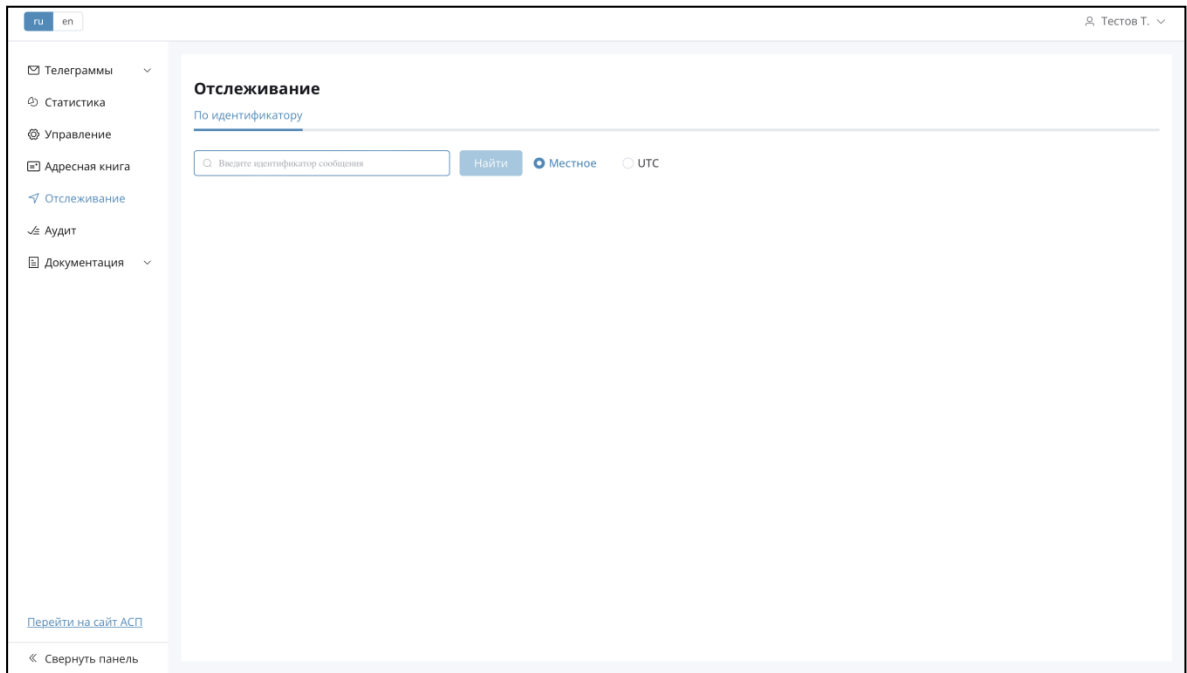 ru en
Тестов Т.
Телеграммы
Статистика
Управление
Адресная книга
Отслеживание
Аудит
Документация
Перейти на сайт АСП
Свернуть панель
Отслеживание
По идентификатору
Введите идентификатор сообщения
Найти
Местное
UTC